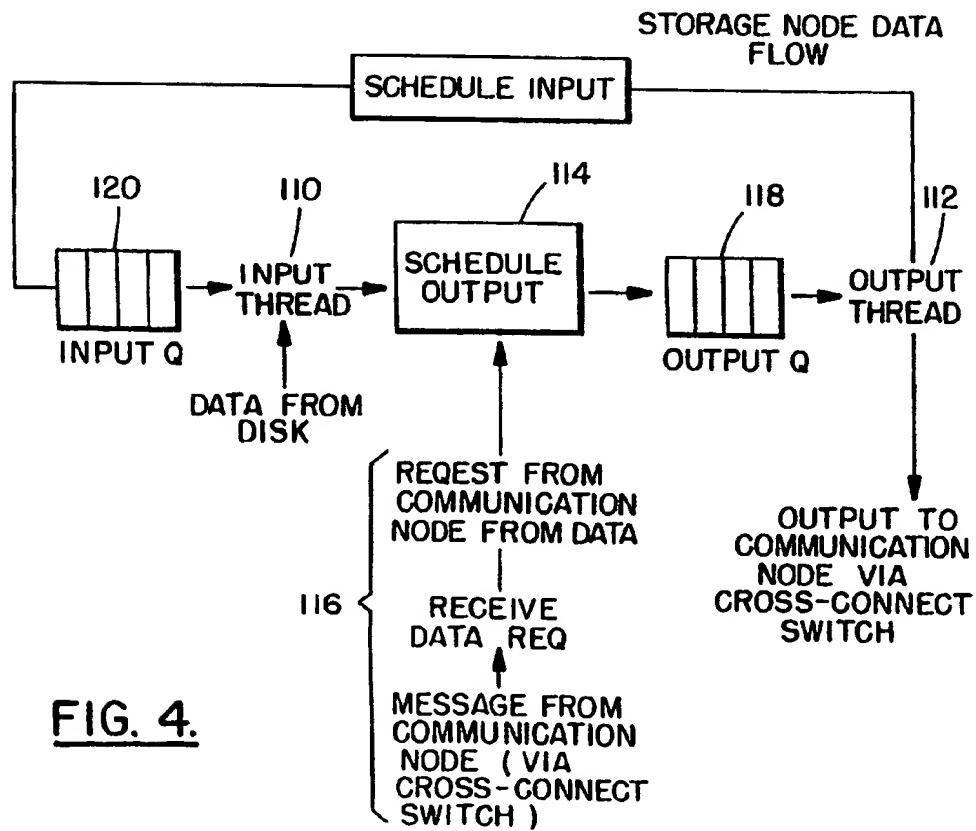 STORAGE NODE DATA
FLOW
SCHEDULE INPUT
120
110
114
118
112
INPUT
THREAD
SCHEDULE
OUTPUT
OUTPUT
THREAD
INPUT Q
OUTPUT Q
DATA FROM
DISK
REQEST FROM
COMMUNICATION
NODE FROM DATA
OUTPUT TO
COMMUNICATION
NODE VIA
CROSS-CONNECT
SWITCH
116
RECEIVE
DATA REQ
MESSAGE FROM
COMMUNICATION
NODE ( VIA
CROSS-CONNECT
SWITCH )
FIG. 4.